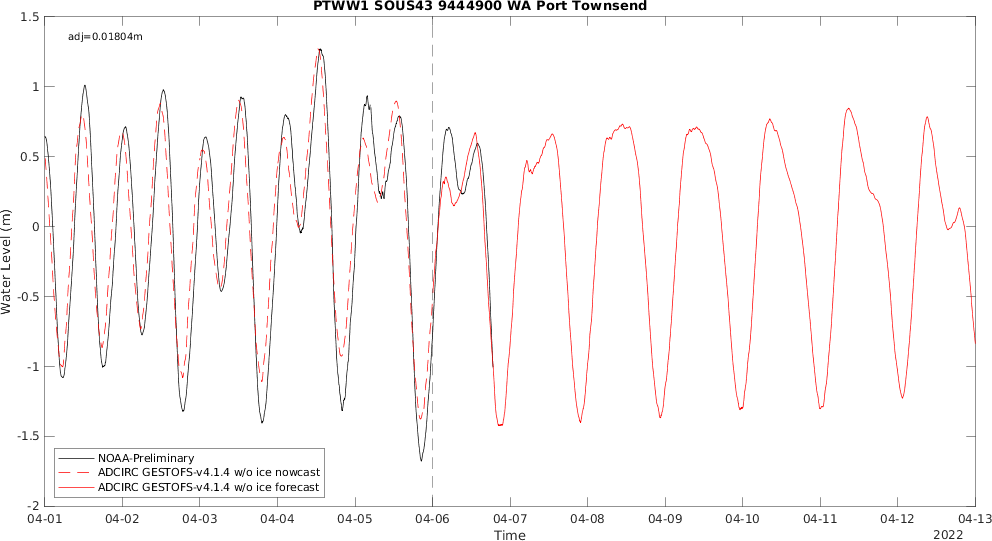 PTWW1 SOUS43 9444900 WA Port Townsend
adj=0.01804m
1.5
1
0.5
0
-0.5
-1
-1.5
-2
Water Level (m)
NOAA-Preliminary
ADCIRC GESTOFS-v4.1.4 w/o ice nowcast
ADCIRC GESTOFS-v4.1.4 w/o ice forecast
04-01 04-02 04-03 04-04 04-05 04-06 04-07 04-08 04-09 04-10 04-11 04-12 04-13
Time
2022